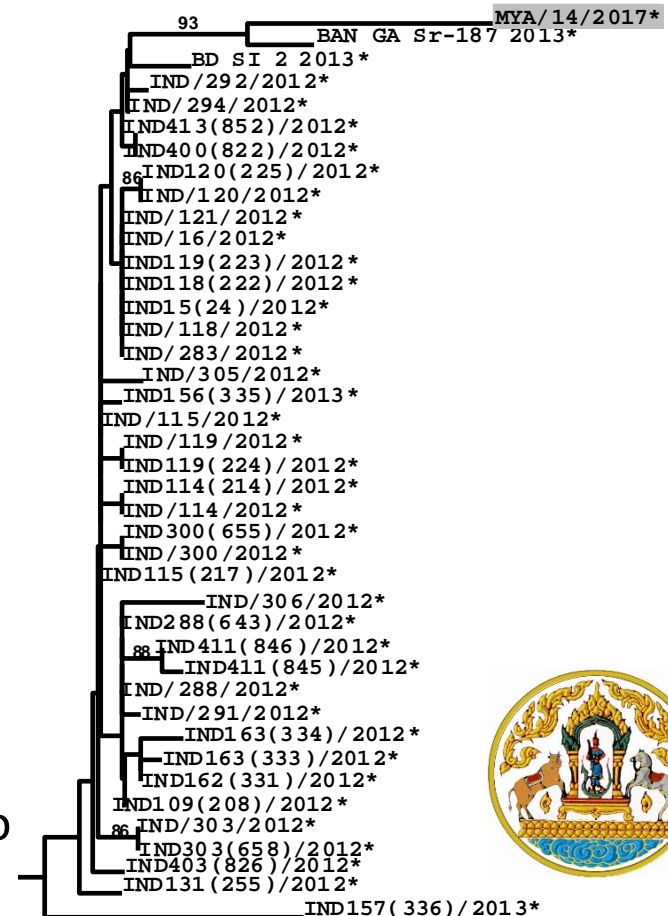 93
MYA/14/2017*
BAN GA Sr-187 2013*
BD SI 2 2013*
IND/292/2012*
IND/294/2012*
IND413(852)/2012*
IND400(822)/2012*
86
IND120(225)/2012*
IND/120/2012*
IND/121/2012*
IND/16/2012*
IND119(223)/2012*
IND118(222)/2012*
IND15(24)/2012*
IND/118/2012*
IND/283/2012*
IND/305/2012*
IND156(335)/2013*
IND/115/2012*
IND/119/2012*
IND119(224)/2012*
IND114(214)/2012*
IND/114/2012*
IND300(655)/2012*
IND/300/2012*
IND115(217)/2012*
IND/306/2012*
IND288(643)/2012*
88
IND411(846)/2012*
IND411(845)/2012*
IND/288/2012*
IND/291/2012*
IND163(334)/2012*
IND163(333)/2012*
IND162(331)/2012*
IND109(208)/2012*
86
IND/303/2012*
IND303(658)/2012*
IND403(826)/2012*
IND131(255)/2012*
IND157(336)/2013*